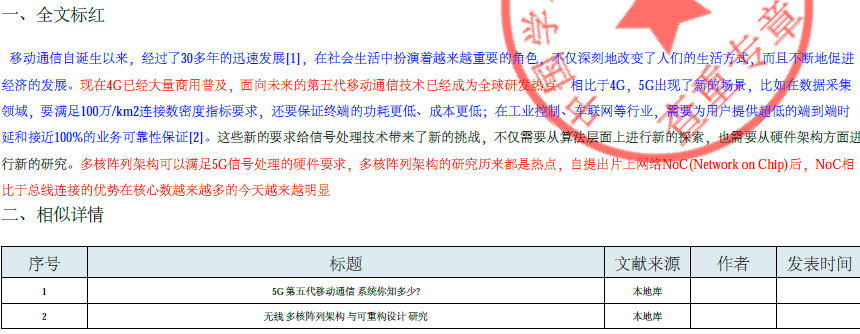 一、全文标红
移动通信自诞生以来，经过了30多年的迅速发展[1]，在社会生活中扮演着越来越重要的角色，不仅深刻地改变了人们的生活方式，而且不断地促进
经济的发展。现在4G已经大量商用普及，面向未来的第五代移动通信技术已经成为全球研发热点。相比于4G，5G出现了新的场景，比如在数据采集
领域，要满足100万/km2连接数密度指标要求，还要保证终端的功耗更低、成本更低；在工业控制、车联网等行业，需要为用户提供超低的端到端时
延和接近100%的业务可靠性保证[2]。这些新的要求给信号处理技术带来了新的挑战，不仅需要从算法层面上进行新的探索，也需要从硬件架构方面进
行新的研究。多核阵列架构可以满足5G信号处理的硬件要求，多核阵列架构的研究历来都是热点，自提出片上网络NoC(Network on Chip)后，NoC相
比于总线连接的优势在核心数越来越多的今天越来越明显
二、相似详情
序号 标题 文献来源 作者 发表时间
1 5G 第五代移动通信 系统你知多少? 本地库
2 无线 多核阵列架构 与可重构设计 研究 本地库
查重专章